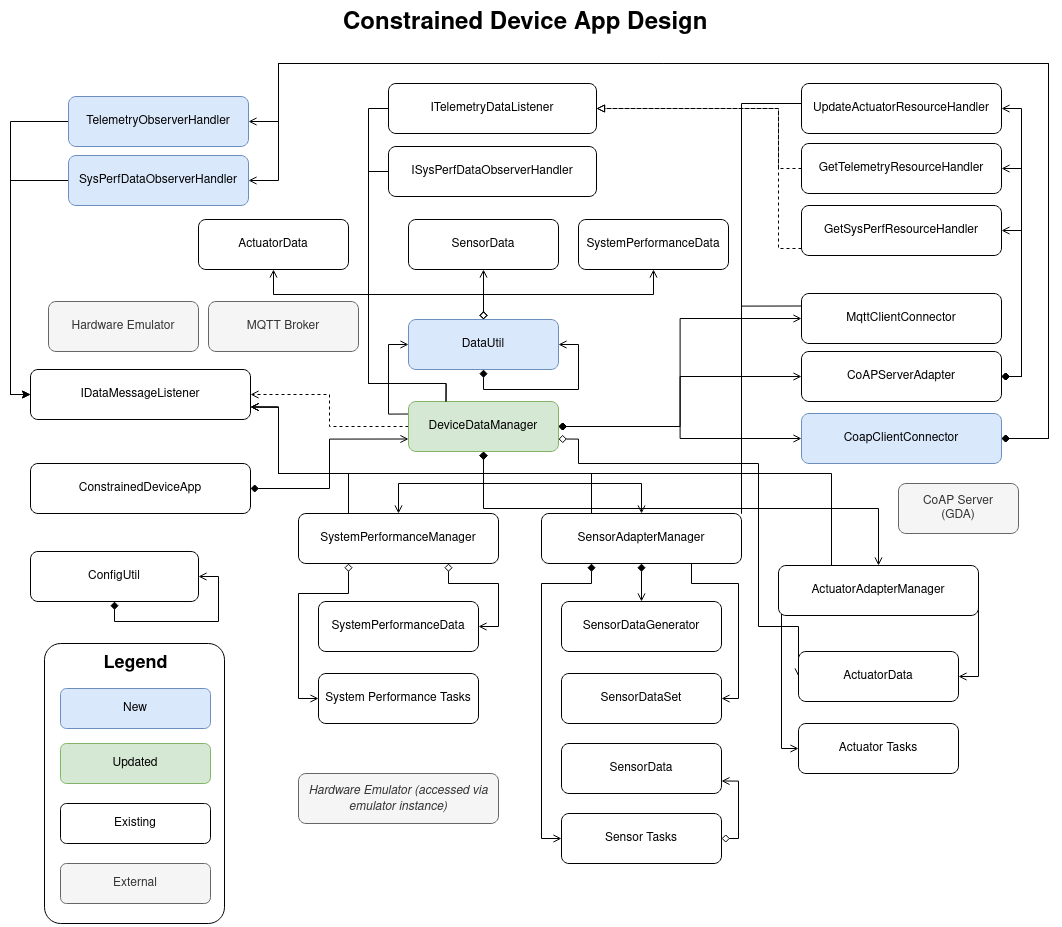 Constrained Device App Design
TelemetryObserverHandler
SysPerfDataObserverHandler
ITelemetryDataListener
ISysPerfDataObserverHandler
UpdateActuatorResourceHandler
GetTelemetryResourceHandler
GetSysPerfResourceHandler
ActuatorData
SensorData
SystemPerformanceData
Hardware Emulator
MQTT Broker
DataUtil
MqttClientConnector
IDataMessageListener
CoAPServerAdapter
DeviceDataManager
CoapClientConnector
ConstrainedDeviceApp
CoAP Server
(GDA)
SystemPerformanceManager
SensorAdapterManager
ConfigUtil
ActuatorAdapterManager
SystemPerformanceData
SensorDataGenerator
ActuatorData
System Performance Tasks
SensorDataSet
Actuator Tasks
SensorData
Hardware Emulator (accessed via
emulator instance)
Sensor Tasks
Legend
New
Updated
Existing
External